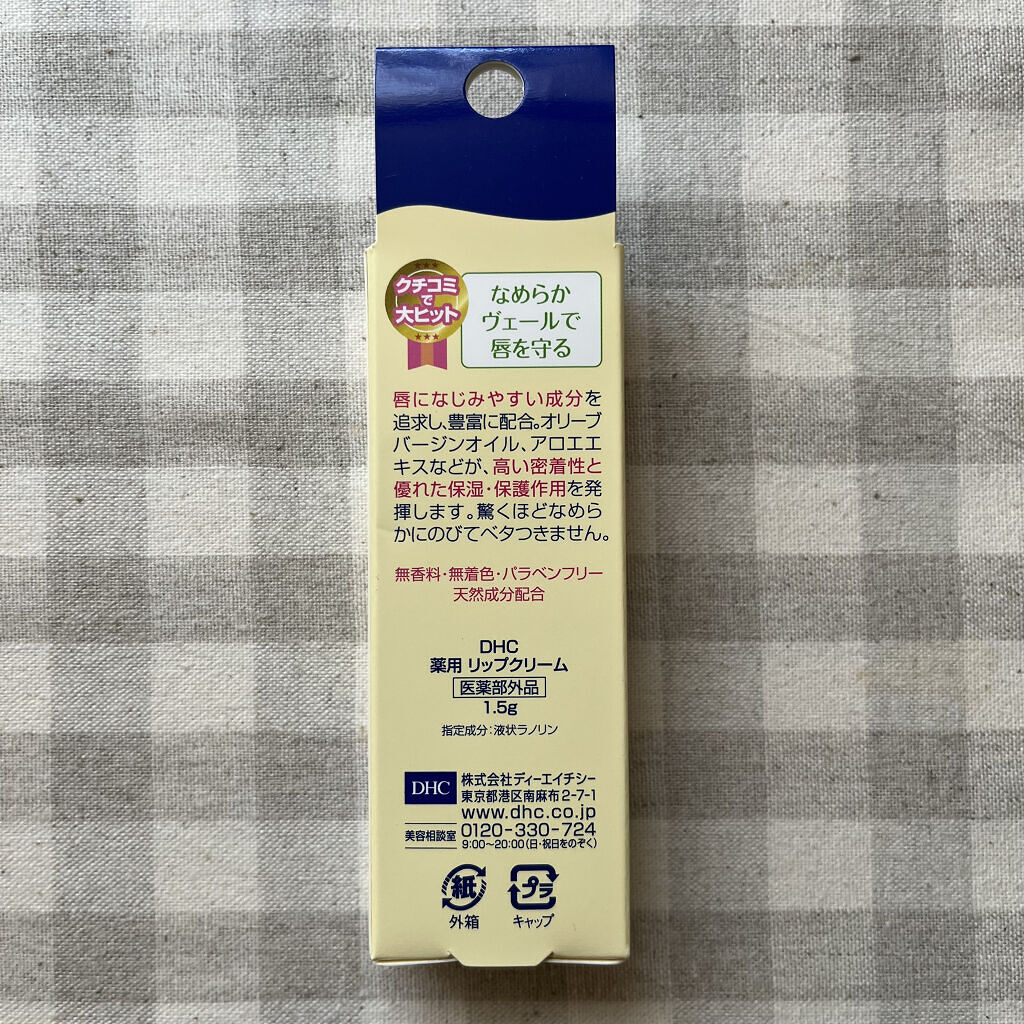 クチコミ
で
大ヒット
なめらか
ヴェールで
唇を守る
唇になじみやすい成分を
追求し、豊富に配合。オリーブ
バージンオイル、アロエエ
キスなどが、高い密着性と
優れた保湿・保護作用を発
揮します。驚くほどなめら
かにのびてベタつきません。
無香料・無着色・パラベンフリー
天然成分配合
DHC
薬用 リップクリーム
医薬部外品
1.5g
指定成分：液状ラノリン
DHC
株式会社ディーエイチシー
東京都港区南麻布2-7-1
www.dhc.co.jp
美容相談室 0120-330-724
9:00〜20:00（日・祝日をのぞく）
紙
外箱
プラ
キャップ